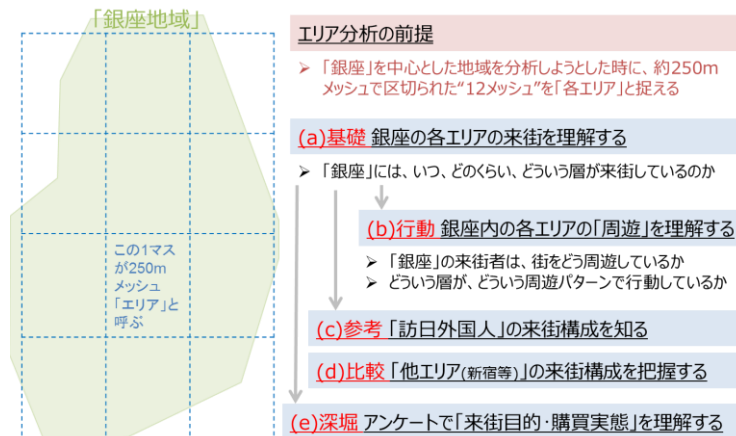 「銀座地域」
この1マス
が250m
メッシュ
「エリア」と
呼ぶ
エリア分析の前提
➢ 「銀座」を中心とした地域を分析しようとした時に、約250m
メッシュで区切られた“12メッシュ”を「各エリア」と捉える
(a)基礎 銀座の各エリアの来街を理解する
➢ 「銀座」には、いつ、どのくらい、どういう層が来街しているのか
(b)行動 銀座内の各エリアの「周遊」を理解する
➢ 「銀座」の来街者は、街をどう周遊しているか
➢ どういう層が、どういう周遊パターンで行動しているか
(c)参考 「訪日外国人」の来街構成を知る
(d)比較 「他エリア(新宿等)」の来街構成を把握する
(e)深堀 アンケートで「来街目的・購買実態」を理解する